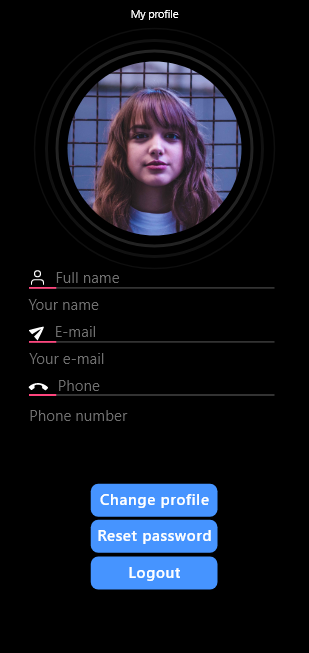 My profile
Full name
Your name
E-mail
Your e-mail
Phone
Phone number
Change profile
Reset password
Logout